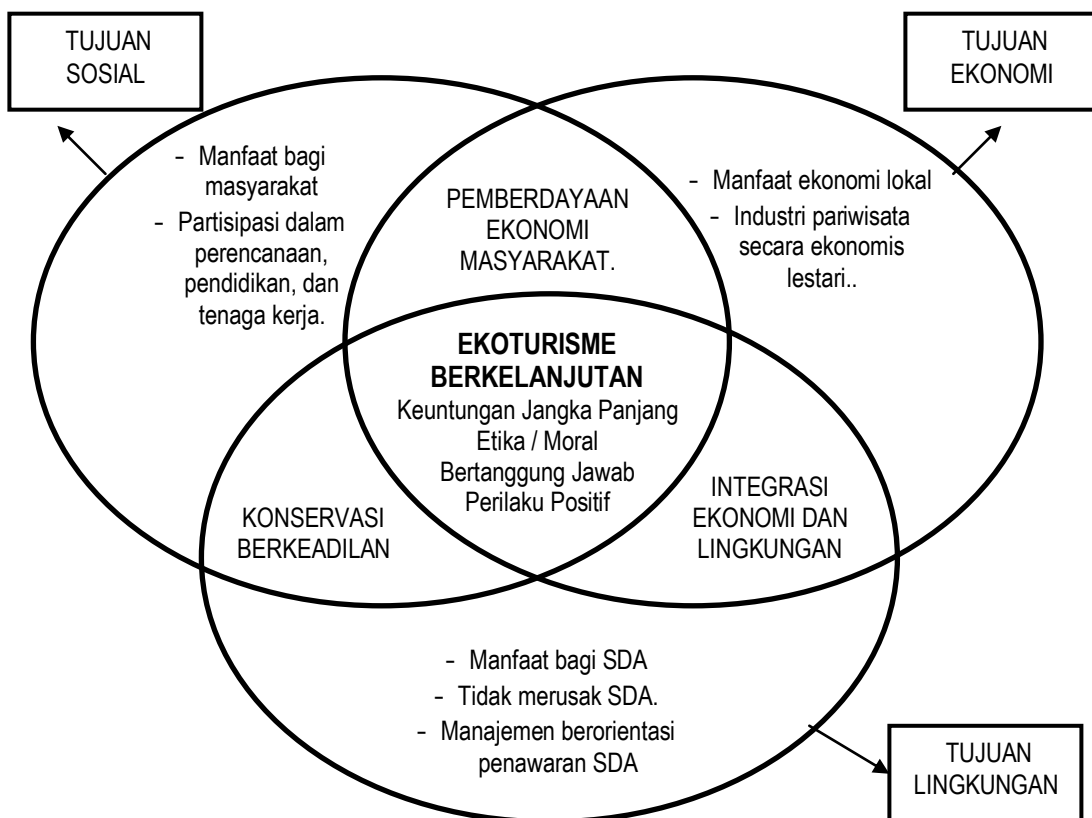 TUJUAN
SOSIAL
TUJUAN
EKONOMI
- Manfaat bagi
masyarakat
- Partisipasi dalam
perencanaan,
pendidikan, dan
tenaga kerja.
PEMBERDAYAAN
EKONOMI
MASYARAKAT.
- Manfaat ekonomi lokal
- Industri pariwisata
secara ekonomis
lestari..
EKOTURISME
BERKELANJUTAN
Keuntungan Jangka Panjang
Etika / Moral
Bertanggung Jawab
Perilaku Positif
KONSERVASI
BERKEADILAN
INTEGRASI
EKONOMI DAN
LINGKUNGAN
- Manfaat bagi SDA
- Tidak merusak SDA.
- Manajemen berorientasi
penawaran SDA
TUJUAN
LINGKUNGAN